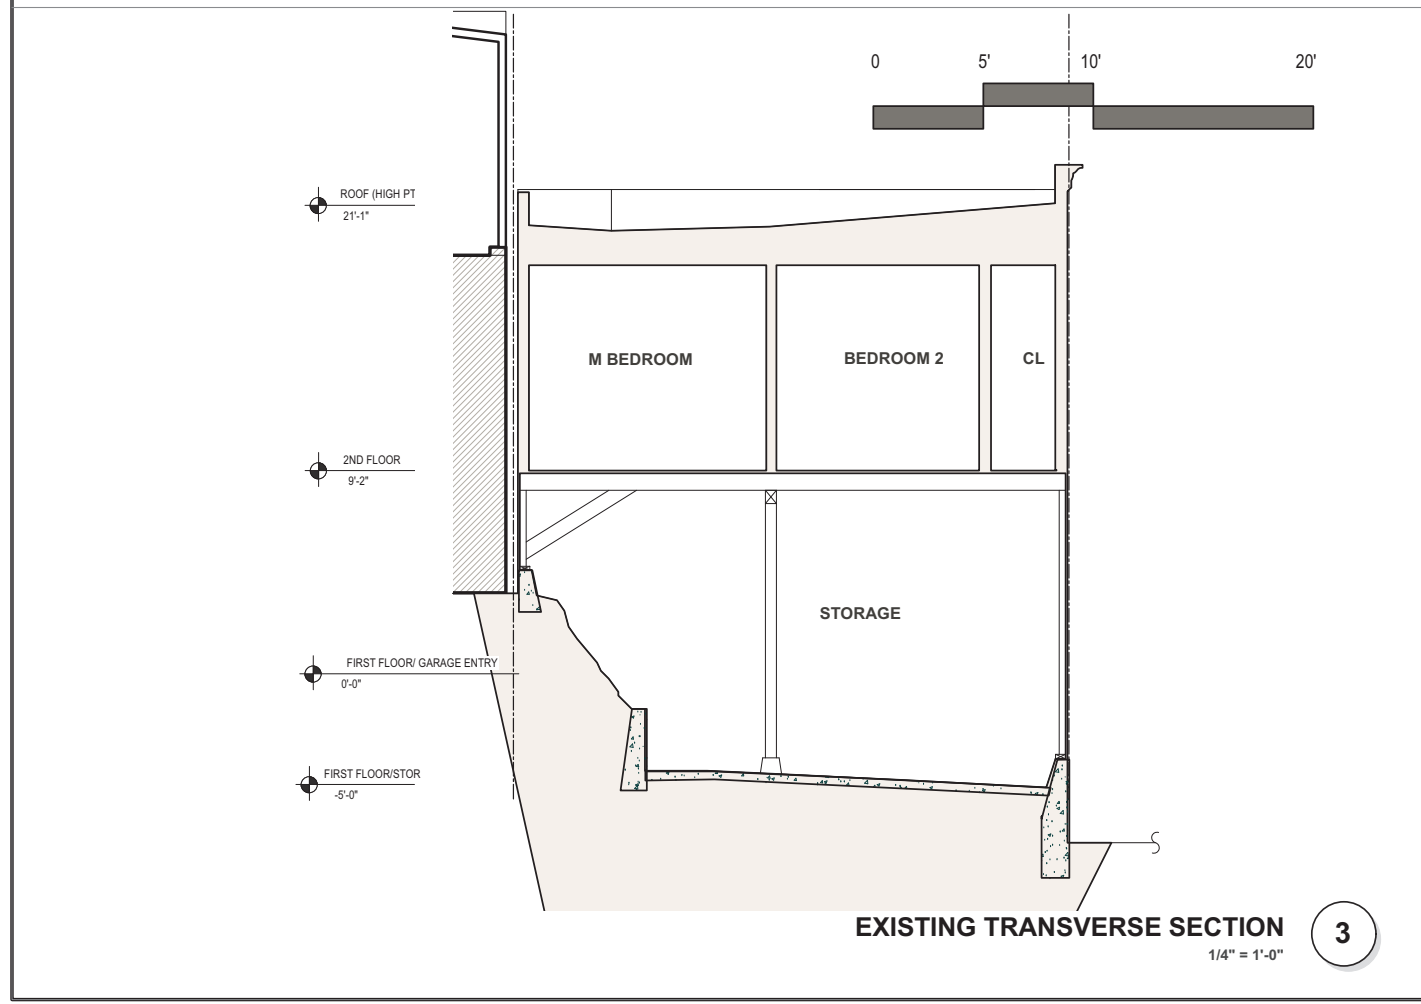 0 5' 10' 20'
ROOF (HIGH PT
21'-1"
M BEDROOM
BEDROOM 2
CL
2ND FLOOR
9'-2"
STORAGE
FIRST FLOOR/ GARAGE ENTRY
0'-0"
FIRST FLOOR/STOR
-5'-0"
EXISTING TRANSVERSE SECTION
1/4" = 1'-0"
3